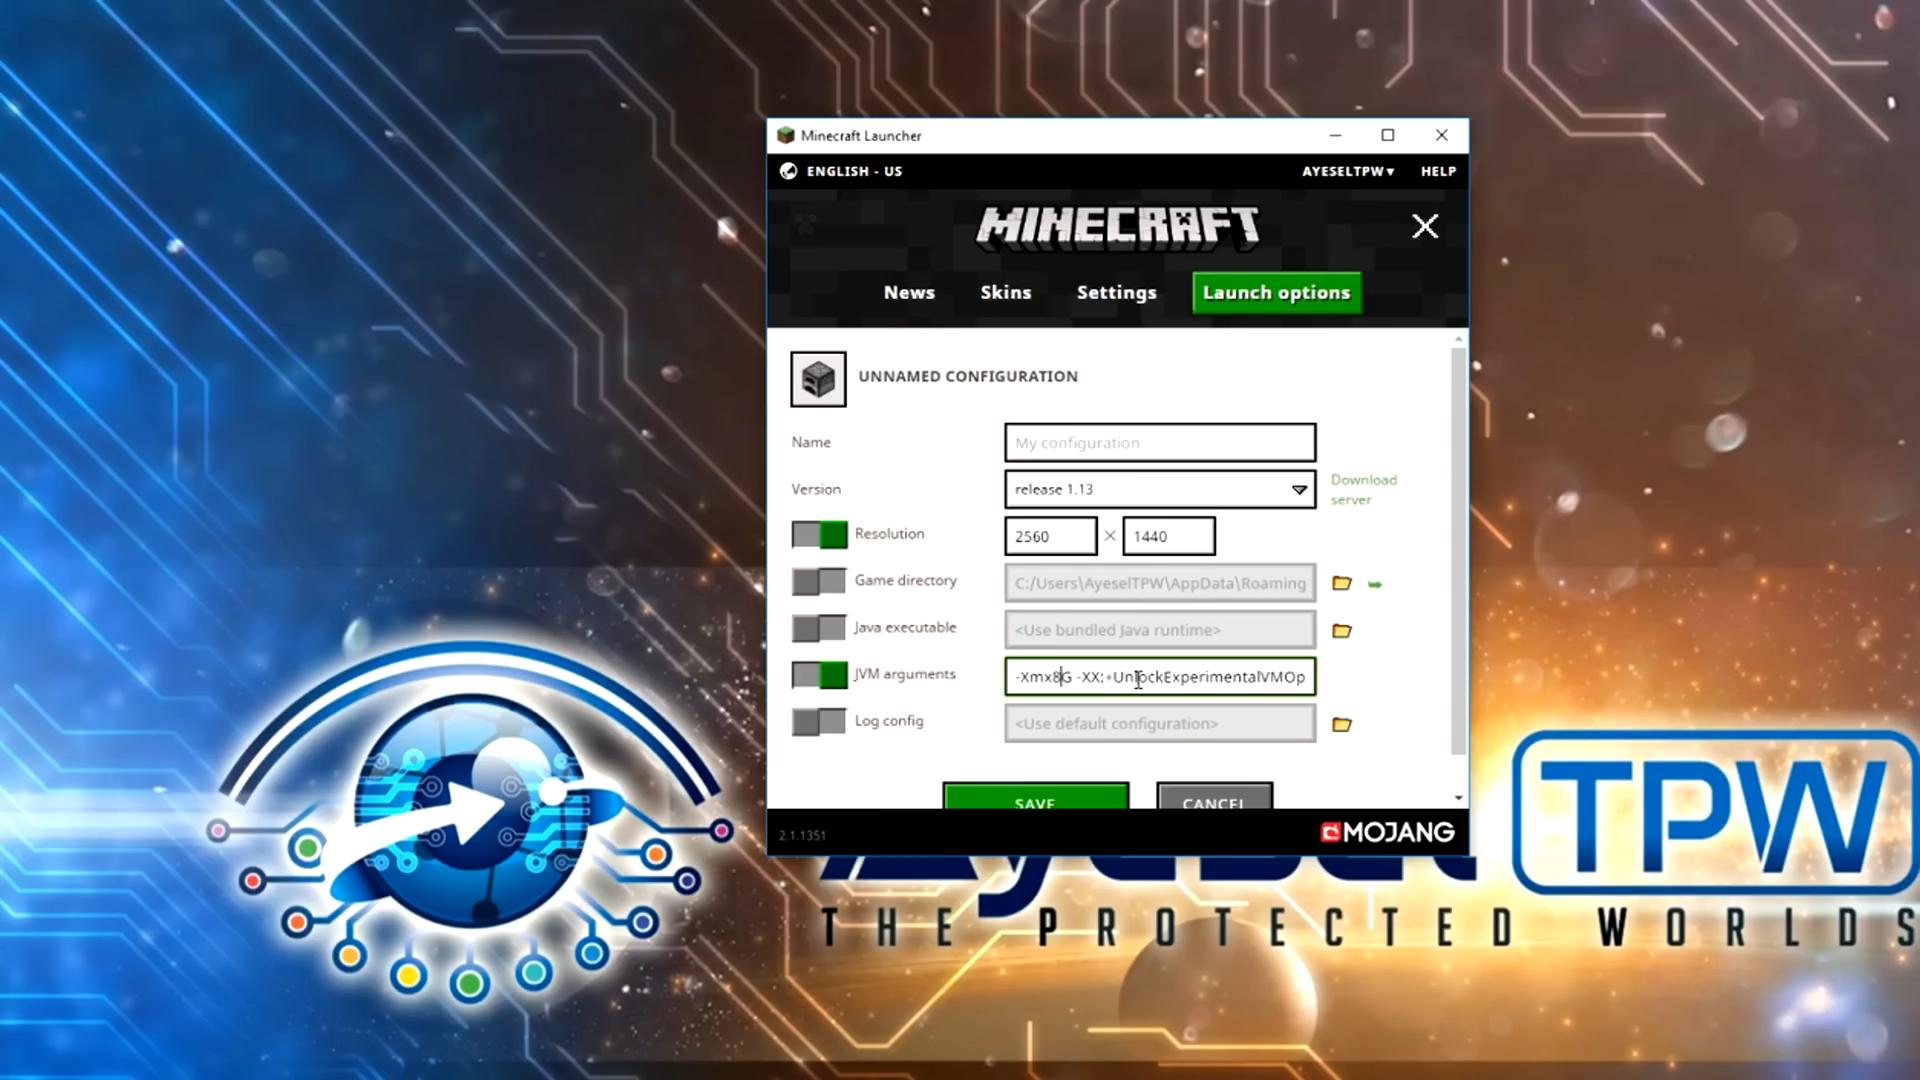 Minecraft Launcher
ENGLISH - US
AYESELTPW▾ HELP
MINECRAFT
News Skins Settings Launch options
UNNAMED CONFIGURATION
Name My configuration
Version release 1.13 Download server
Resolution 2560 × 1440
Game directory C:/Users\AyeselTPW\AppData\Roaming
Java executable <Use bundled Java runtime>
JVM arguments -Xmx8G -XX:+UnlockExperimentalVMOp
Log config <Use default configuration>
SAVE CANCEL
2.1.1351 MOJANG
TPW
THE PROTECTED WORLDS